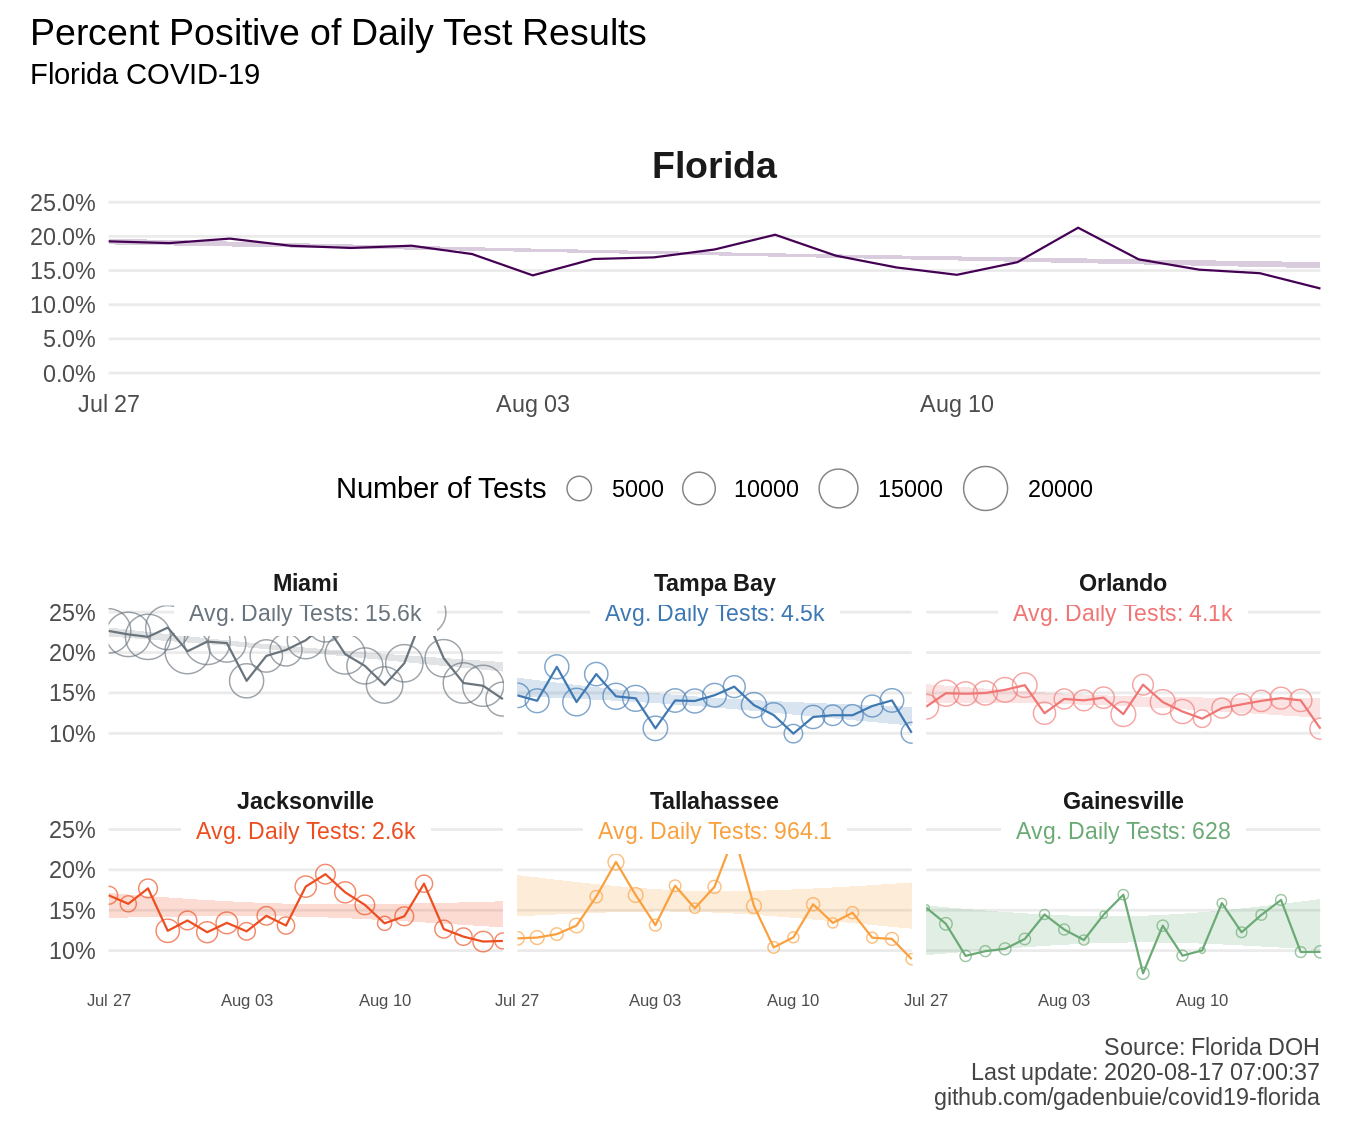 Percent Positive of Daily Test Results
Florida COVID-19
Florida
25.0%
20.0%
15.0%
10.0%
5.0%
0.0%
Jul 27 Aug 03 Aug 10
Number of Tests 5000 10000 15000 20000
Miami Tampa Bay Orlando
25% Avg. Daily Tests: 15.6k Avg. Daily Tests: 4.5k Avg. Daily Tests: 4.1k
20%
15%
10%
Jacksonville Tallahassee Gainesville
25% Avg. Daily Tests: 2.6k Avg. Daily Tests: 964.1 Avg. Daily Tests: 628
20%
15%
10%
Jul 27 Aug 03 Aug 10 Jul 27 Aug 03 Aug 10 Jul 27 Aug 03 Aug 10
Source: Florida DOH
Last update: 2020-08-17 07:00:37
github.com/gadenbuie/covid19-florida